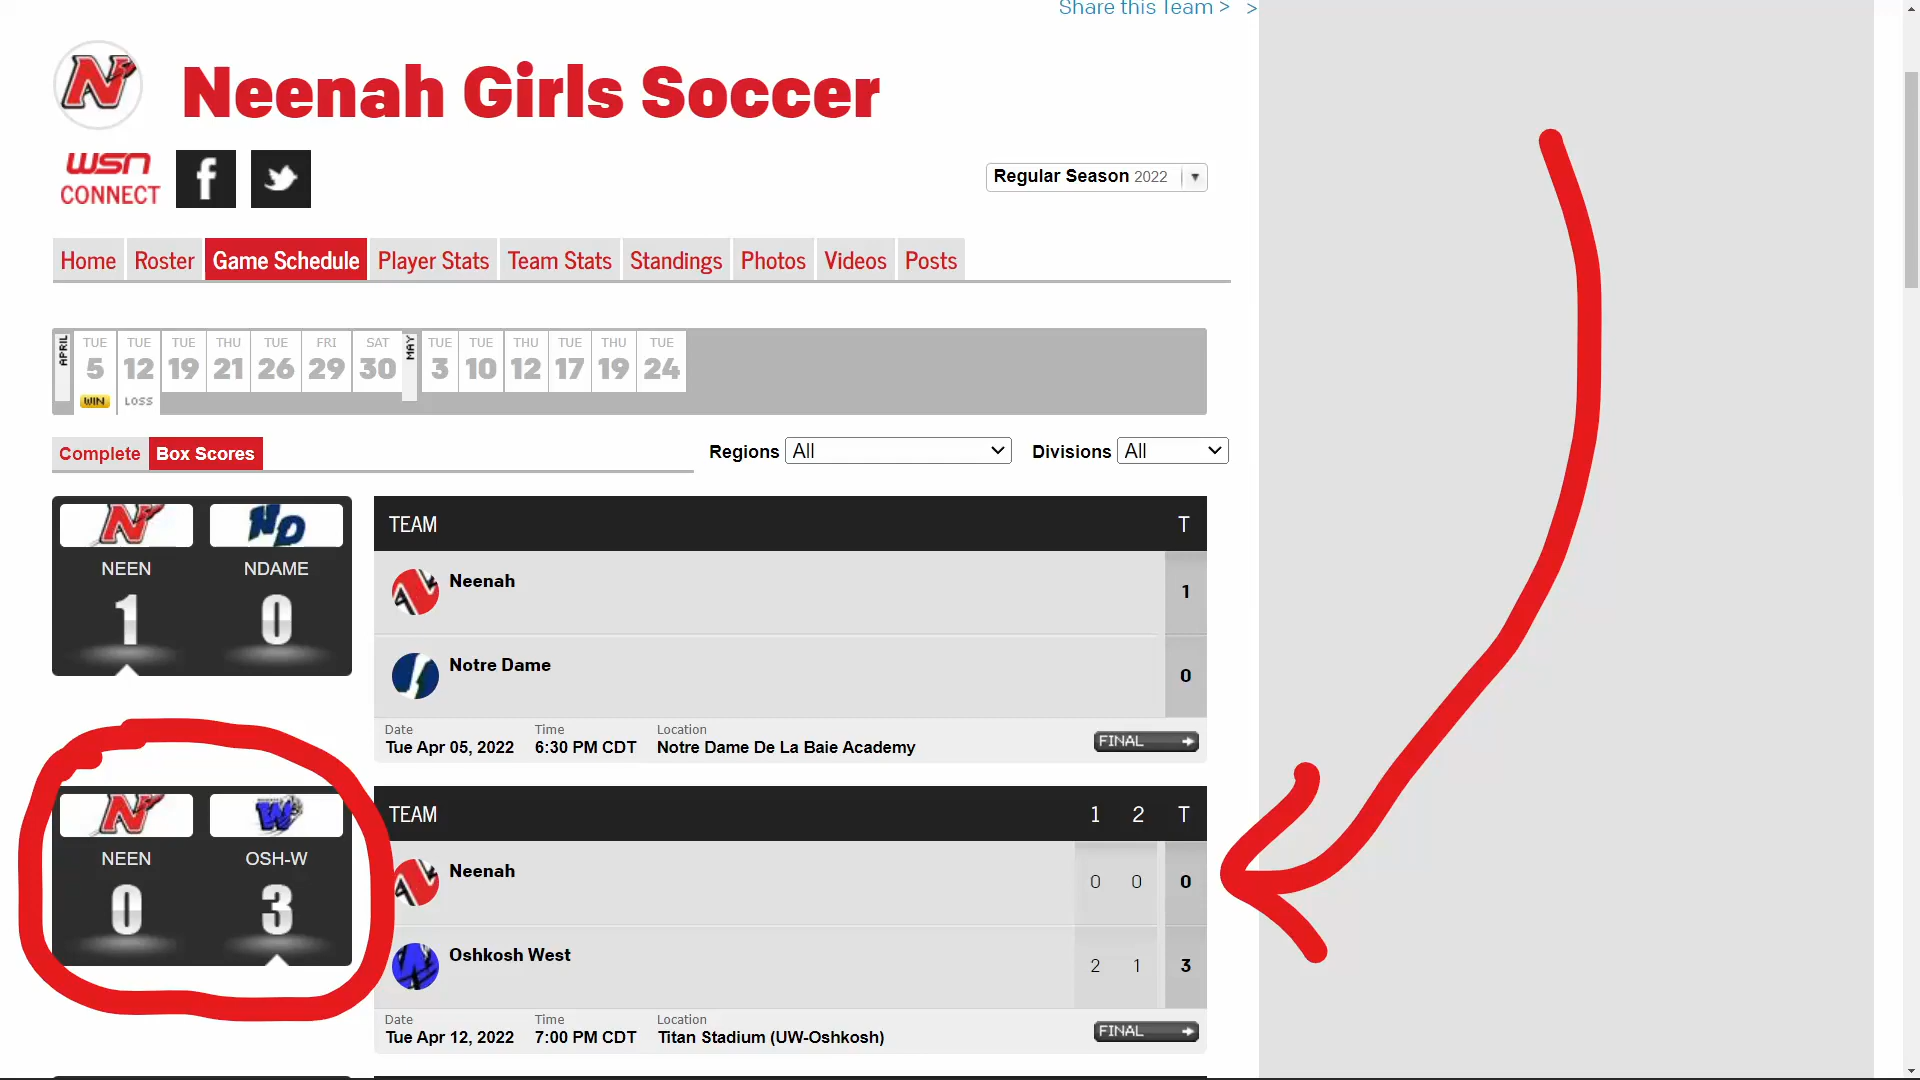 Share this Team > >
Neenah Girls Soccer
wsn
CONNECT
Regular Season 2022
Home Roster Game Schedule Player Stats Team Stats Standings Photos Videos Posts
APRIL TUE TUE TUE THU TUE FRI SAT MAY TUE TUE THU TUE THU TUE
5 12 19 21 26 29 30 3 10 12 17 19 24
WIN LOSS
Complete Box Scores Regions All Divisions All
NEEN NDAME
1 0
TEAM T
Neenah 1
Notre Dame 0
Date Time Location
Tue Apr 05, 2022 6:30 PM CDT Notre Dame De La Baie Academy FINAL
NEEN OSH-W
0 3
TEAM 1 2 T
Neenah 0 0 0
Oshkosh West 2 1 3
Date Time Location
Tue Apr 12, 2022 7:00 PM CDT Titan Stadium (UW-Oshkosh) FINAL